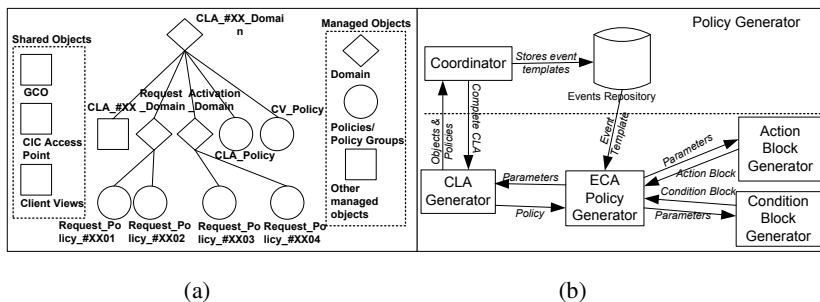 CLA_#XX_Domai
n
Shared Objects
GCO
CIC Access
Point
Client Views
CLA_#XX
Request
_Domain
Activation
_Domain
CV_Policy
CLA_Policy
Request_Po
licy_#XX01
Request_Po
licy_#XX02
Request_Po
licy_#XX03
Request_Po
licy_#XX04
Managed Objects
Domain
Policies/
Policy Groups
Other
managed
objects
(a)
Policy Generator
Coordinator
Stores event
templates
Events Repository
Objects &
Policies
Complete CLA
Event
Template
CLA
Generator
Parameters
Policy
ECA
Policy
Generator
Parameters
Action Block
Condition Block
Parameters
Action
Block
Generator
Condition
Block
Generator
(b)